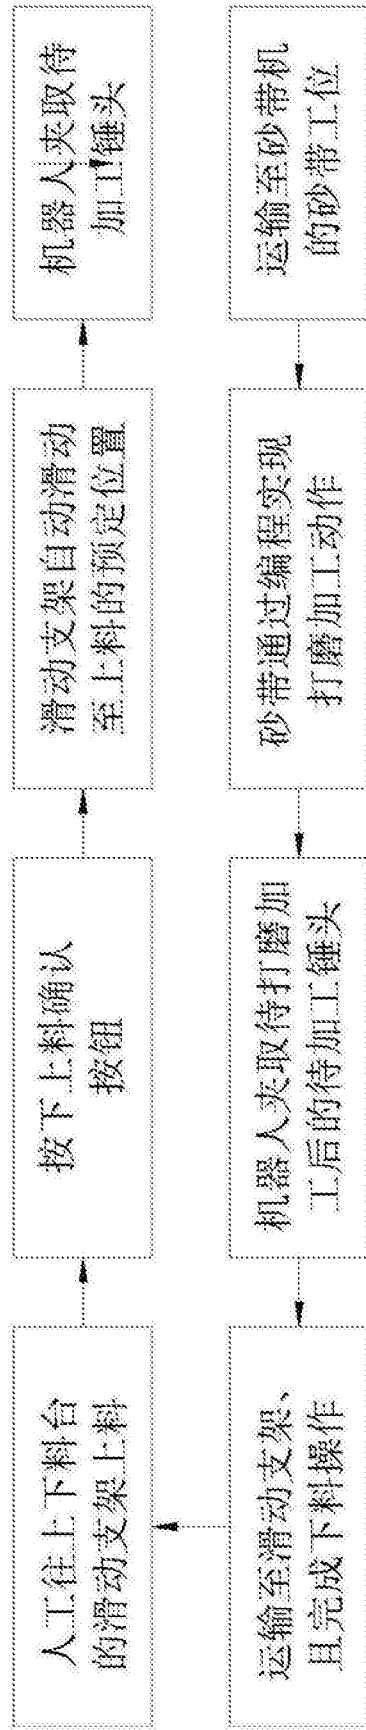 人工往上下料台
的滑动支架上料
按下上料确认
按钮
滑动支架自动滑动
至上料的预定位置
机器人夹取待
加工锤头
运输至砂带机
的砂带工位
砂带通过编程实现
打磨加工动作
机器人夹取待打磨加
工后的待加工锤头
运输至滑动支架、
且完成下料操作